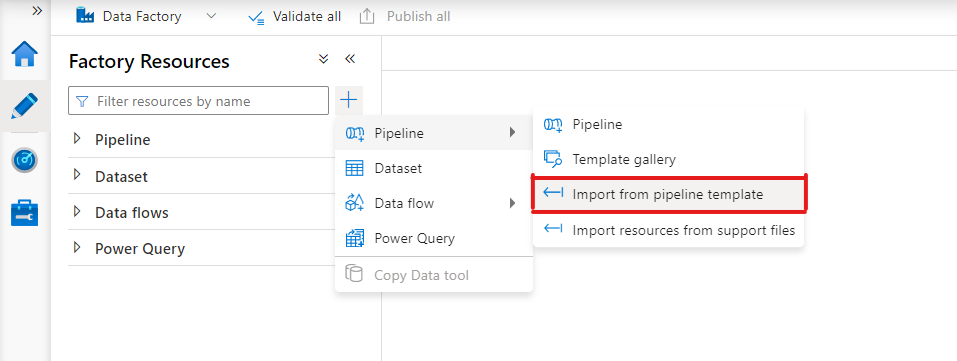 Data Factory
Validate all
Publish all
Factory Resources
Filter resources by name
Pipeline
Dataset
Data flows
Power Query
Pipeline
Dataset
Data flow
Power Query
Copy Data tool
Pipeline
Template gallery
Import from pipeline template
Import resources from support files